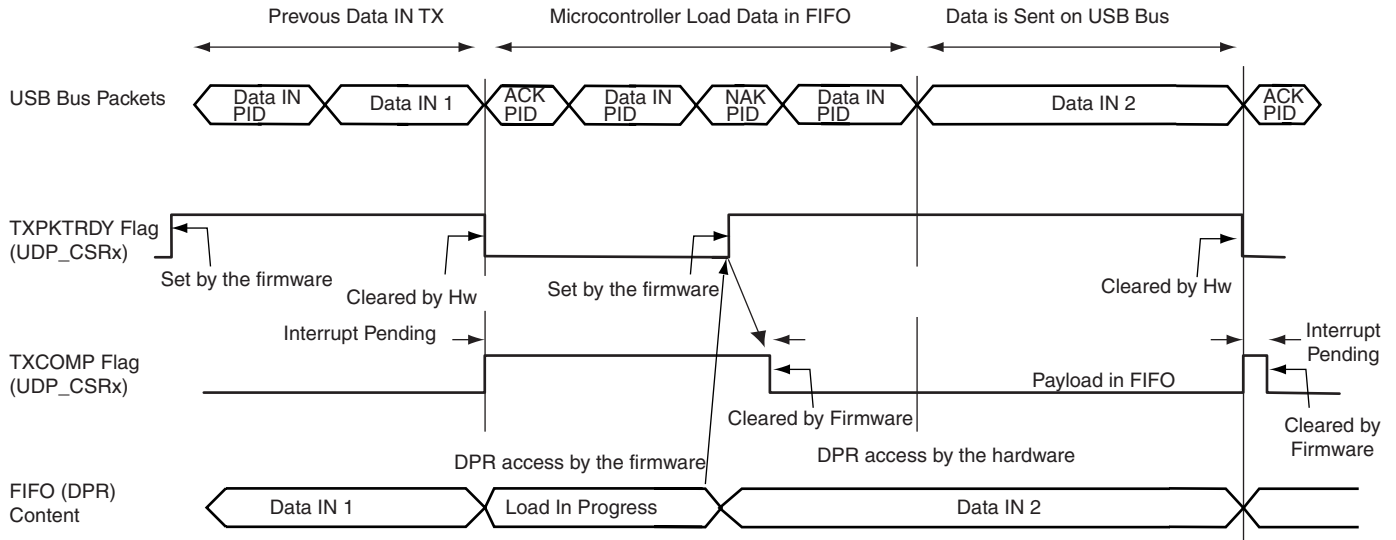 Prevous Data IN TX
Microcontroller Load Data in FIFO
Data is Sent on USB Bus
USB Bus Packets
Data IN
PID
Data IN 1
ACK
PID
Data IN
PID
NAK
PID
Data IN
PID
Data IN 2
ACK
PID
TXPKTRDY Flag
(UDP_CSRx)
Set by the firmware
Cleared by Hw
Set by the firmware
Cleared by Hw
Interrupt Pending
Interrupt
Pending
TXCOMP Flag
(UDP_CSRx)
Payload in FIFO
Cleared by Firmware
Cleared by
Firmware
DPR access by the firmware
DPR access by the hardware
FIFO (DPR)
Content
Data IN 1
Load In Progress
Data IN 2